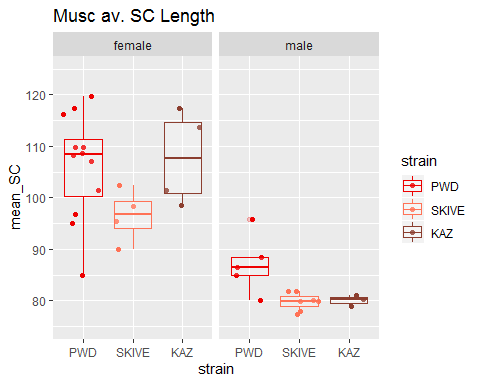 Musc av. SC Length
female
male
mean_SC
120
110
100
90
80
PWD
SKIVE
KAZ
PWD
SKIVE
KAZ
strain
strain
PWD
SKIVE
KAZ